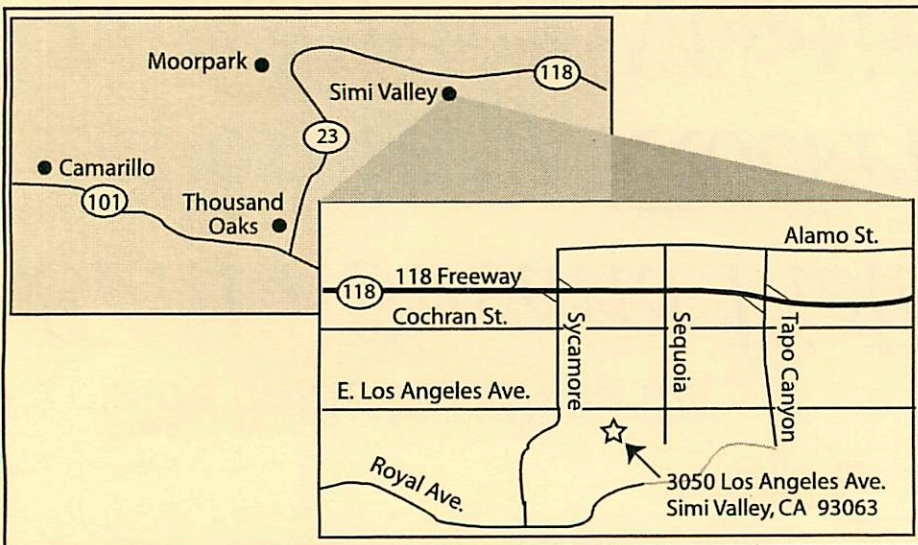 Moorpark
118
Simi Valley
23
Camarillo
101
Thousand
Oaks
Alamo St.
118 Freeway
118
Cochran St.
Sycamore
Sequoia
Tapo Canyon
E. Los Angeles Ave.
Royal Ave.
3050 Los Angeles Ave.
Simi Valley, CA 93063